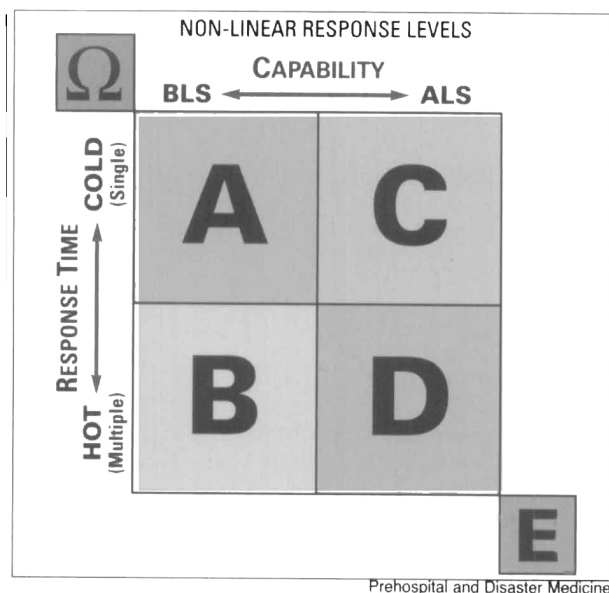 NON-LINEAR RESPONSE LEVELS
Ω
CAPABILITY
BLS ALS
RESPONSE TIME
COLD
(Single)
HOT
(Multiple)
A C
B D
E
Prehospital and Disaster Medicine